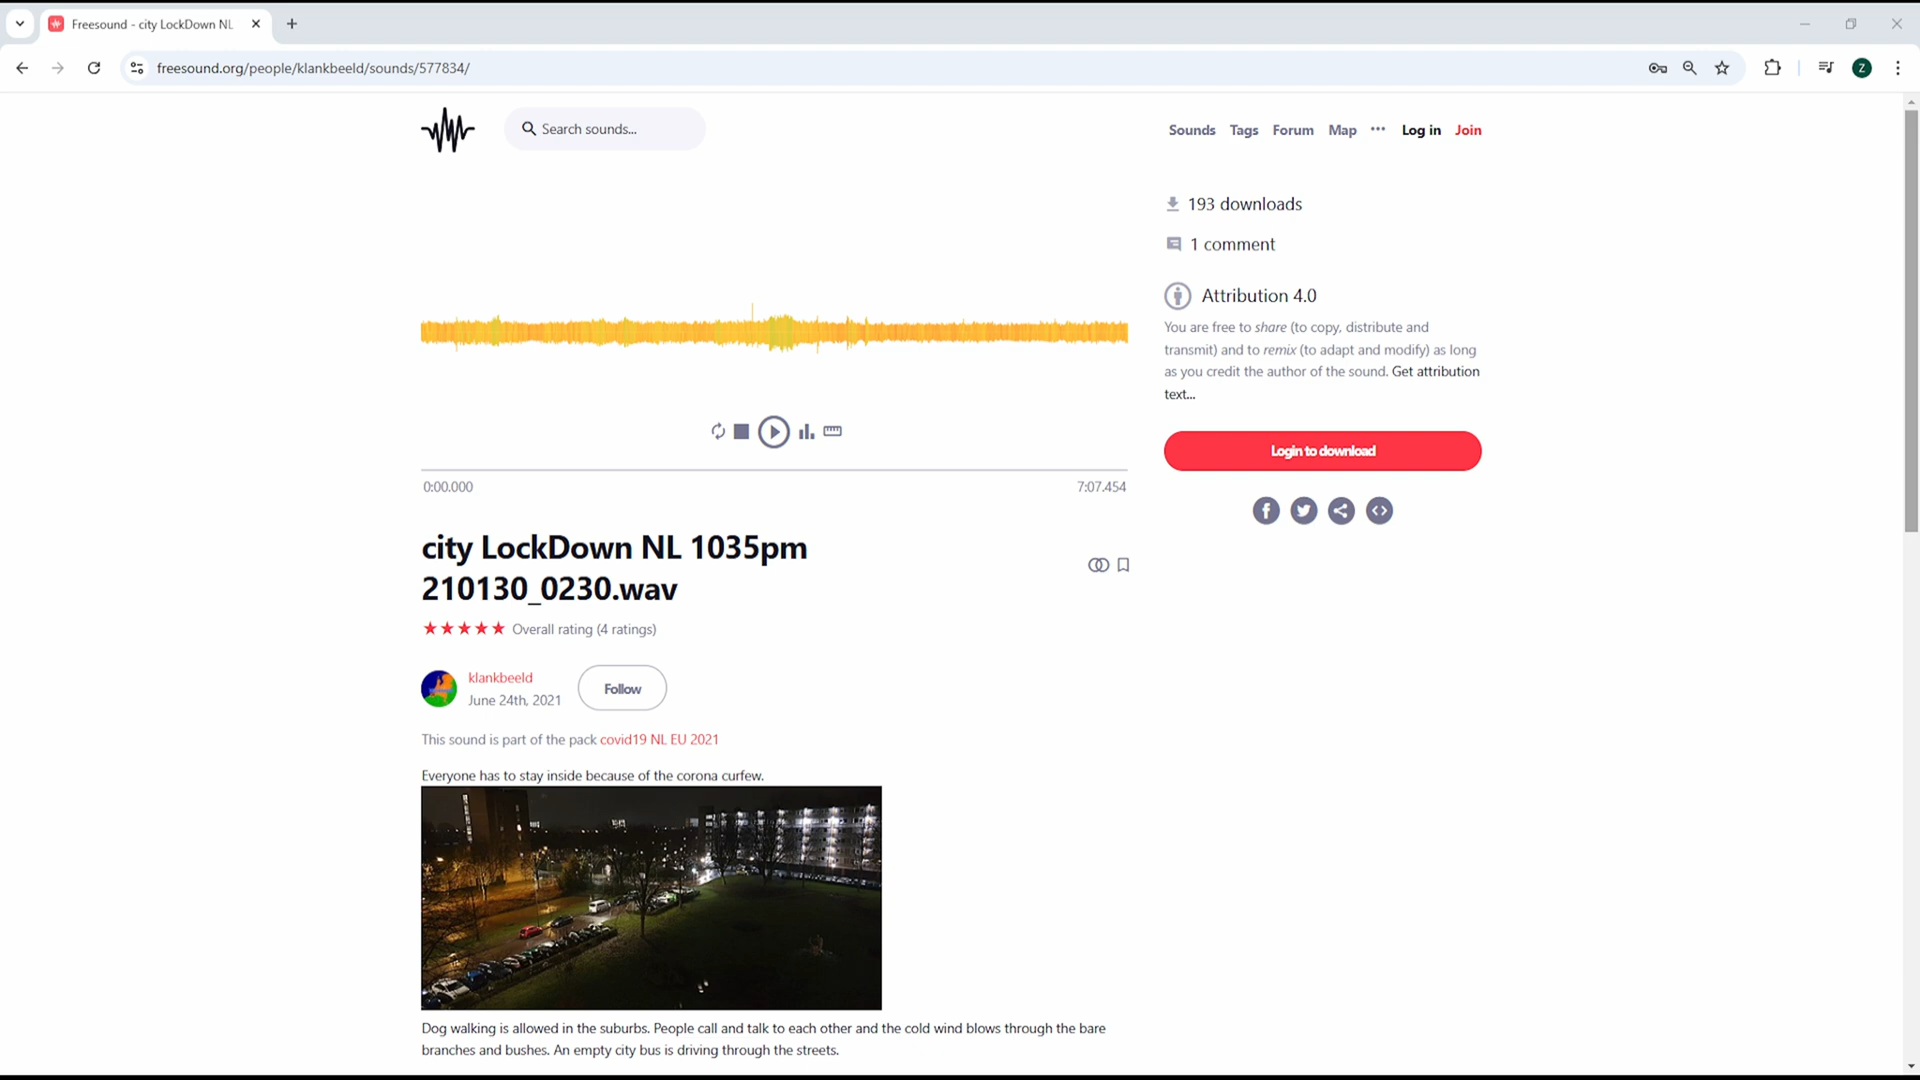 Freesound - city LockDown NL
freesound.org/people/klankbeeld/sounds/577834/
Z
Search sounds...
Sounds Tags Forum Map ··· Log in Join
193 downloads
1 comment
Attribution 4.0
You are free to share (to copy, distribute and
transmit) and to remix (to adapt and modify) as long
as you credit the author of the sound. Get attribution
text...
Login to download
0:00.000 7:07.454
city LockDown NL 1035pm
210130_0230.wav
Overall rating (4 ratings)
klankbeeld
June 24th, 2021
Follow
This sound is part of the pack covid19 NL EU 2021
Everyone has to stay inside because of the corona curfew.
Dog walking is allowed in the suburbs. People call and talk to each other and the cold wind blows through the bare
branches and bushes. An empty city bus is driving through the streets.